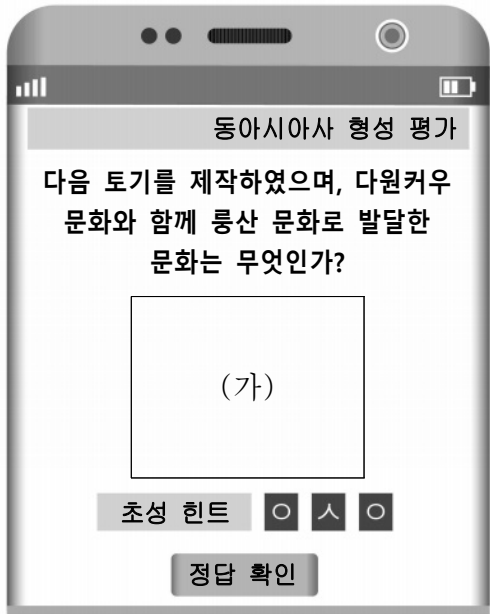 동아시아사 형성 평가
다음 토기를 제작하였으며, 다원커우
문화와 함께 룽산 문화로 발달한
문화는 무엇인가?
(가)
초성 힌트 ㅇ ㅅ ㅇ
정답 확인